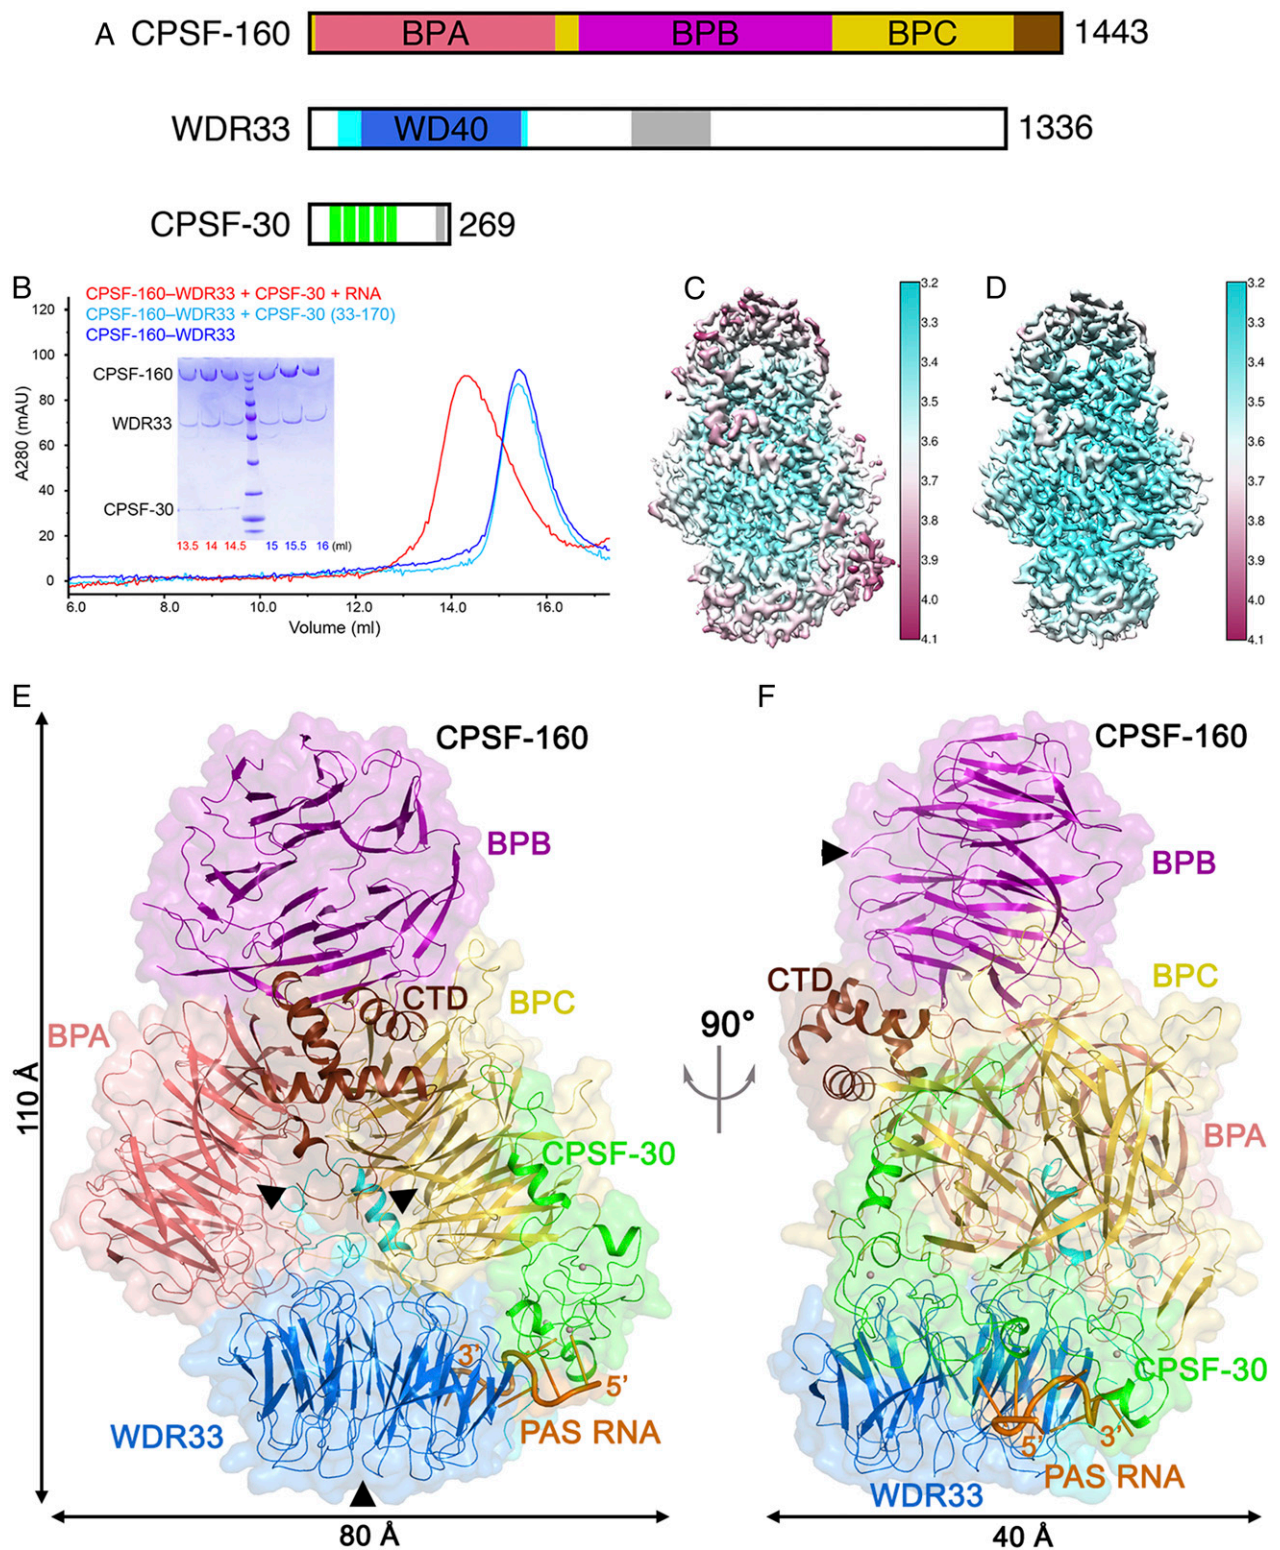 A CPSF-160 BPA BPB BPC 1443
WDR33 WD40 1336
CPSF-30 269
B
CPSF-160–WDR33 + CPSF-30 + RNA
CPSF-160–WDR33 + CPSF-30 (33-170)
CPSF-160–WDR33
A280 (mAU)
120
100
80
60
40
20
0
CPSF-160
WDR33
CPSF-30
13.5 14 14.5 15 15.5 16 (ml)
6.0 8.0 10.0 12.0 14.0 16.0
Volume (ml)
C
3.2
3.3
3.4
3.5
3.6
3.7
3.8
3.9
4.0
4.1
D
3.2
3.3
3.4
3.5
3.6
3.7
3.8
3.9
4.0
4.1
E
CPSF-160
BPB
CTD
BPC
BPA
110 Å
CPSF-30
3’
5’
PAS RNA
WDR33
80 Å
90°
F
CPSF-160
BPB
BPC
CTD
BPA
CPSF-30
5’
3’
PAS RNA
WDR33
40 Å